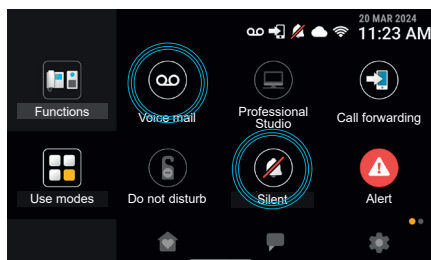 20 MAR 2024
11:23 AM
Functions
Voice mail
Professional
Studio
Call forwarding
Use modes
Do not disturb
Silent
Alert